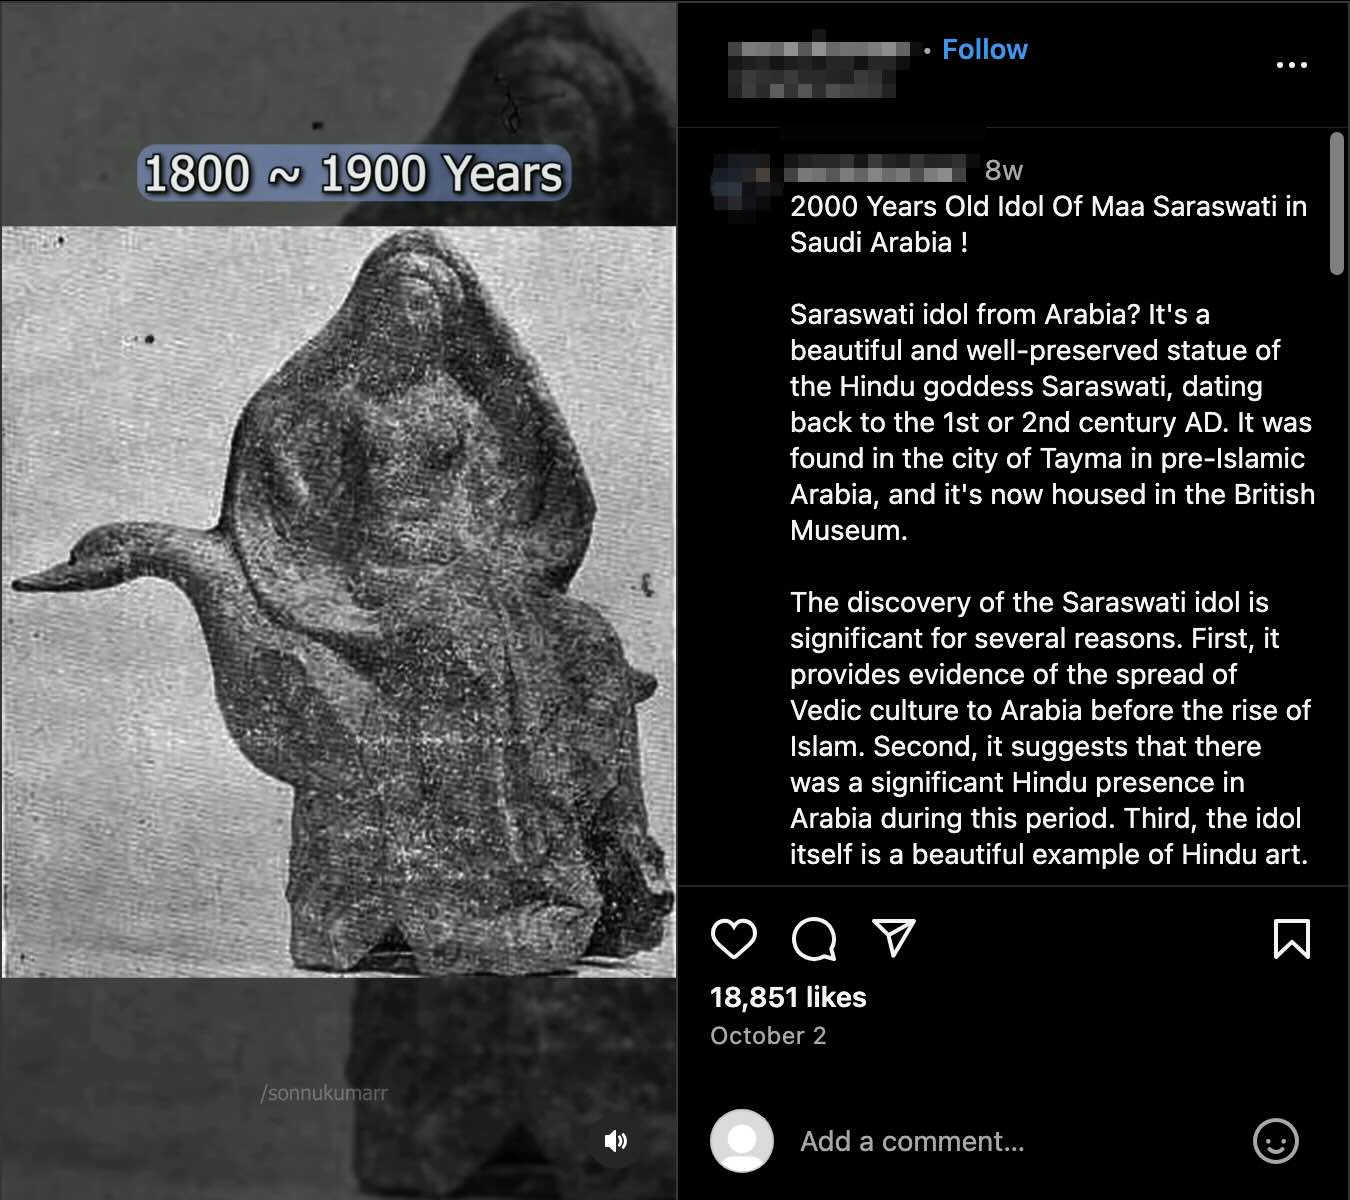 1800 ~ 1900 Years
/sonnukumarr
• Follow
8w
2000 Years Old Idol Of Maa Saraswati in
Saudi Arabia !
Saraswati idol from Arabia? It's a
beautiful and well-preserved statue of
the Hindu goddess Saraswati, dating
back to the 1st or 2nd century AD. It was
found in the city of Tayma in pre-Islamic
Arabia, and it's now housed in the British
Museum.
The discovery of the Saraswati idol is
significant for several reasons. First, it
provides evidence of the spread of
Vedic culture to Arabia before the rise of
Islam. Second, it suggests that there
was a significant Hindu presence in
Arabia during this period. Third, the idol
itself is a beautiful example of Hindu art.
18,851 likes
October 2
Add a comment...